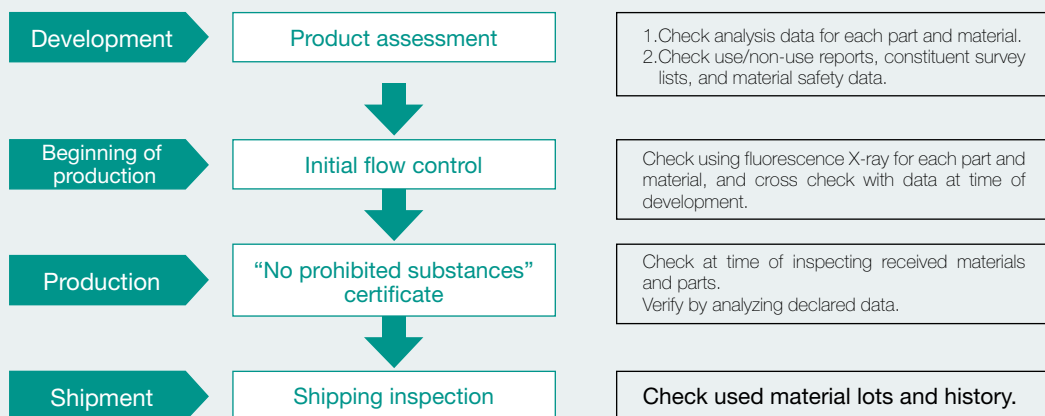 Development
Product assessment
1.Check analysis data for each part and material.
2.Check use/non-use reports, constituent survey
lists, and material safety data.
Beginning of
production
Initial flow control
Check using fluorescence X-ray for each part and
material, and cross check with data at time of
development.
Production
“No prohibited substances”
certificate
Check at time of inspecting received materials
and parts.
Verify by analyzing declared data.
Shipment
Shipping inspection
Check used material lots and history.